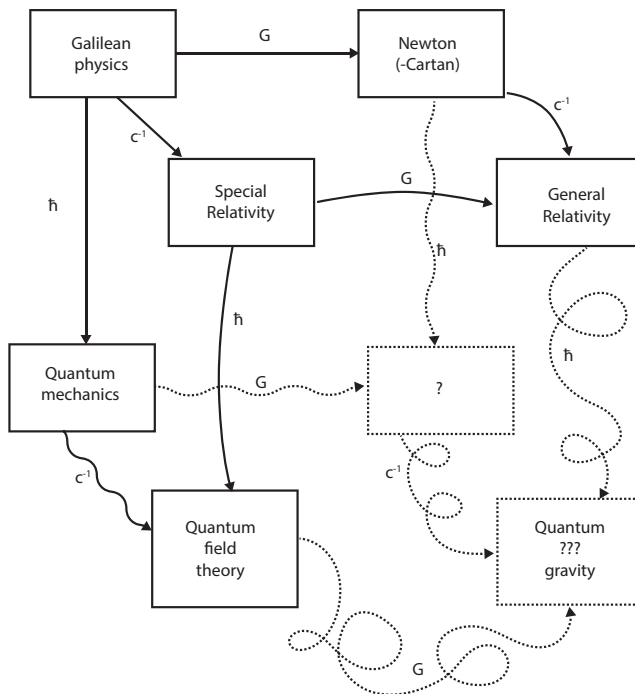 Galilean
physics
G
Newton
(-Cartan)
c⁻¹
c⁻¹
Special
Relativity
G
General
Relativity
ħ
ħ
ħ
ħ
Quantum
mechanics
G
?
c⁻¹
c⁻¹
Quantum
field
theory
Quantum
???
gravity
G